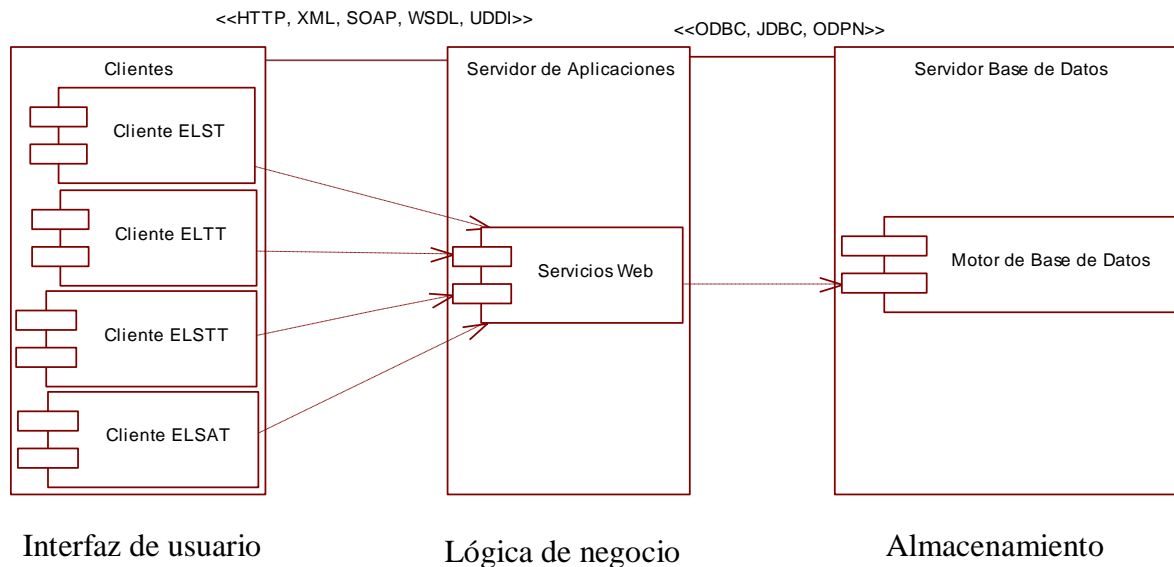 <<HTTP, XML, SOAP, WSDL, UDDI>>
<<ODBC, JDBC, ODPN>>
Clientes
Servidor de Aplicaciones
Servidor Base de Datos
Cliente ELST
Cliente ELTT
Cliente ELSTT
Cliente ELSAT
Servicios Web
Motor de Base de Datos
Interfaz de usuario
Lógica de negocio
Almacenamiento